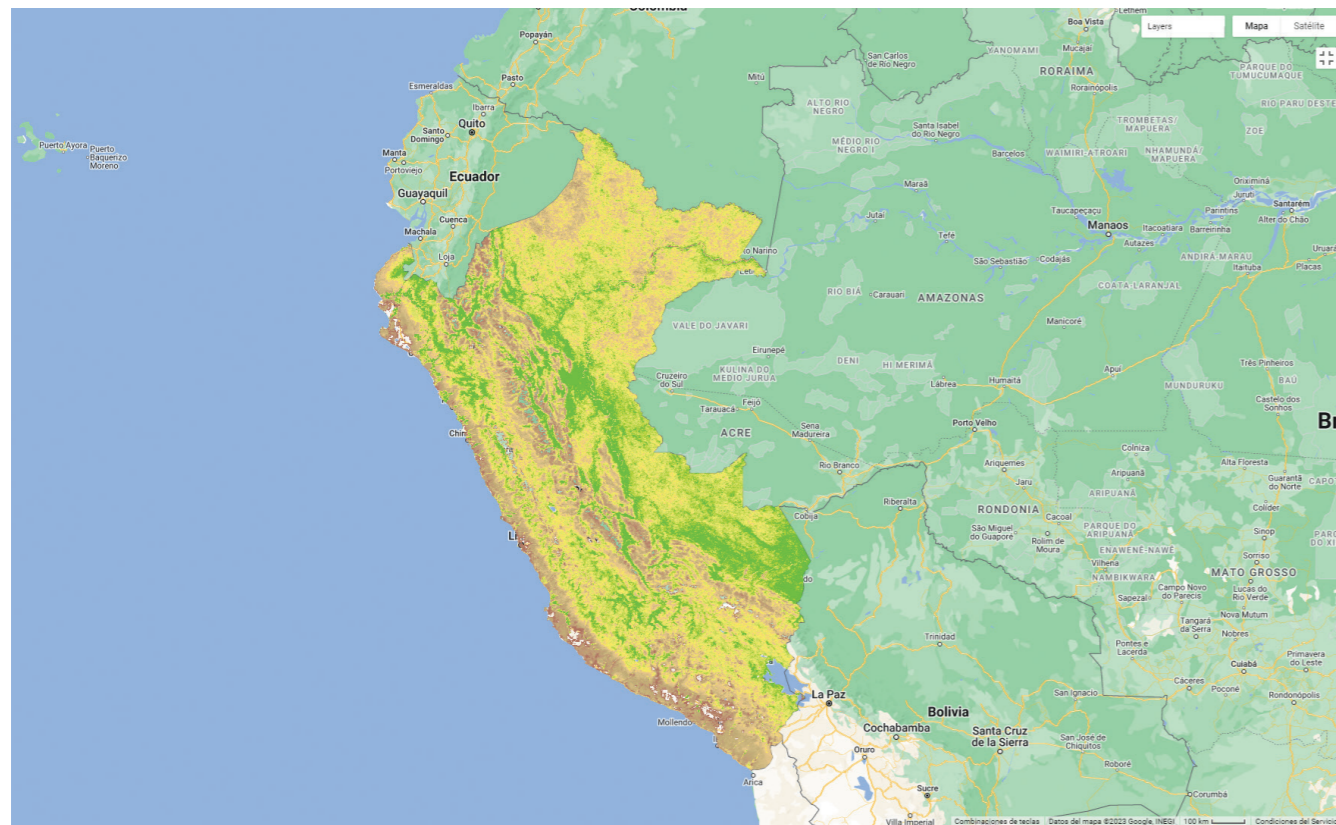 Popayán
Pasto
Esmeraldas
Ibarra
Quito
Santo
Domingo
Manta
Portoviejo
Ecuador
Guayaquil
Cuenca
Machala
Loja
Puerto Ayora
Puerto
Baquerizo
Moreno
Mitú
San Carlos
de Río Negro
Lethem
Boa Vista
Layers
Mapa
Satélite
YANOMAMI
Mucajaí
RORAIMA
Rorainópolis
PARQUE DO
TUMUCUMAQUE
RIO PARU DESTE
ALTO RIO
NEGRO
Santa Isabel
do Rio Negro
TROMBETAS/
MAPUERA
ZOE
MÉDIO RIO
NEGRO I
Barcelos
WAIMIRI-ATROARI
NHAMUNDÁ-
MAPUERA
Maraã
Oriximiná
Juruti
Santarém
Taucapeçaçu
Parintins
Alter do Chão
Jutaí
Manaos
Itacoatiara
Barreirinha
Tefé
Autazes
São Sebastião
Codajás
ANDIRÁ-MARAU
Itaituba
Placas
RIO BIÁ
Carauari
AMAZONAS
COATÁ LARANJAL
Manicoré
VALE DO JAVARI
Eirunepé
DENI
HI MERIMÃ
Três Pinheiros
Cruzeiro
do Sul
KULINA DO
MÉDIO JURUÁ
Lábrea
Humaitá
Apuí
MUNDURUKU
BAÚ
Castelo dos
Sonhos
Feijó
Tarauacá
ACRE
Sena
Madureira
Porto Velho
Br
Rio Branco
Ariquemes
Jaru
Colniza
Aripuanã
Alta Floresta
Guarantã
do Norte
ARIPUANÃ
Colíder
Cobija
Riberalta
RONDONIA
Cacoal
São Miguel
do Guaporé
Rolim de
Moura
PARQUE DO
ARIPUANÃ
Sinop
ENAWENÊ-NAWÊ
Vilhena
Sorriso
NAMBIKWARA
MATO GROSSO
Sapezal
Campo Novo
do Parecis
Lucas do
Rio Verde
Nova Mutum
Tangará
da Serra
Nobres
Trinidad
Pontes e
Lacerda
Primavera
do Leste
Cuiabá
Cáceres
Poconé
Rondonópolis
La Paz
San Ignacio
Bolivia
Cochabamba
Santa Cruz
de la Sierra
San José de
Chiquitos
Mollendo
Oruro
Roboré
Arica
Sucre
Corumbá
Villa Imperial
Combinaciones de teclas
Datos del mapa ©2023 Google, INEGI
100 km
Condiciones del Servicio